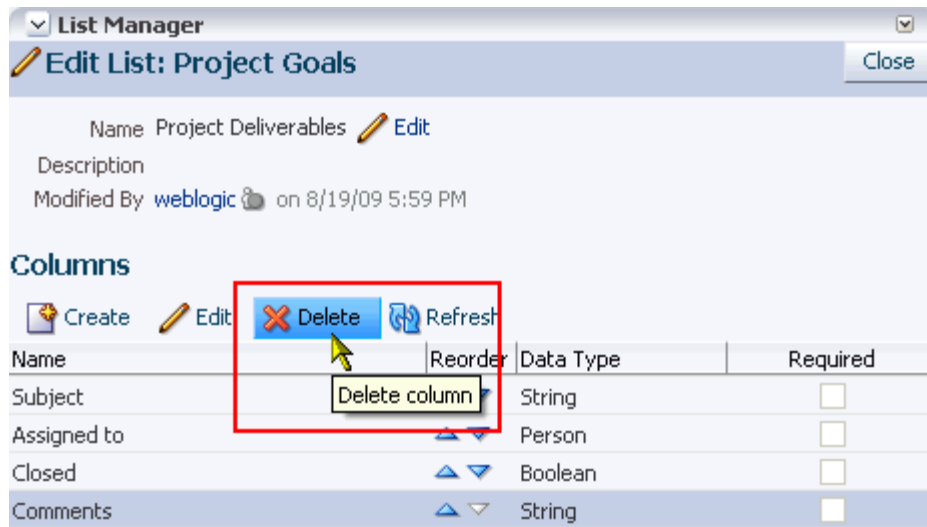 List Manager
Edit List: Project Goals Close
Name Project Deliverables Edit
Description
Modified By weblogic on 8/19/09 5:59 PM
Columns
Create Edit Delete Refresh
Name Reorder Data Type Required
Delete column
Subject String
Assigned to Person
Closed Boolean
Comments String